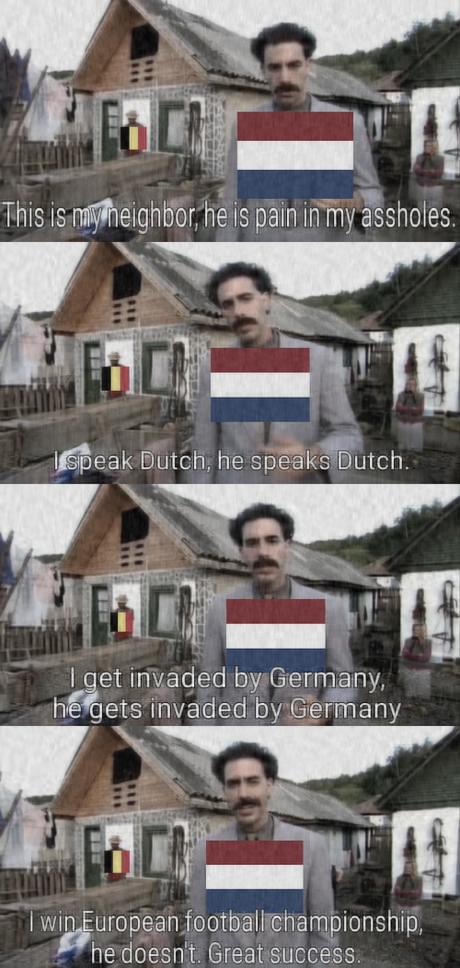 This is my neighbor, he is pain in my assholes.
I speak Dutch, he speaks Dutch.
I get invaded by Germany,
he gets invaded by Germany
I win European football championship,
he doesn't. Great success.